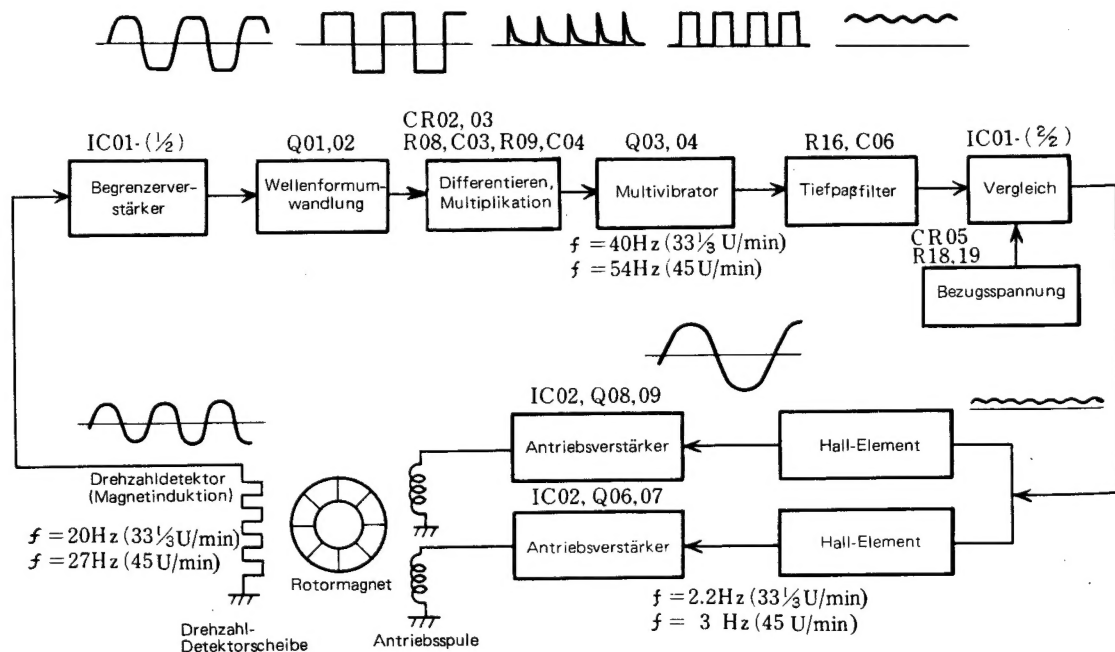 IC01-(½)
Begrenzerver-
stärker
Q01,02
Wellenformum-
wandlung
CR02, 03
R08, C03, R09, C04
Differentieren,
Multiplikation
Q03, 04
Multivibrator
f = 40Hz (33⅓ U/min)
f = 54Hz (45U/min)
R16, C06
Tiefpaßfilter
IC01-(2/2)
Vergleich
CR05
R18,19
Bezugsspannung
Drehzahldetektor
(Magnetinduktion)
f = 20Hz (33⅓U/min)
f = 27Hz (45 U/min)
Drehzahl-
Detektorscheibe
Rotormagnet
Antriebsspule
IC02, Q08,09
Antriebsverstärker
Hall-Element
IC02, Q06,07
Antriebsverstärker
Hall-Element
f = 2.2Hz (33⅓U/min)
f = 3 Hz (45 U/min)